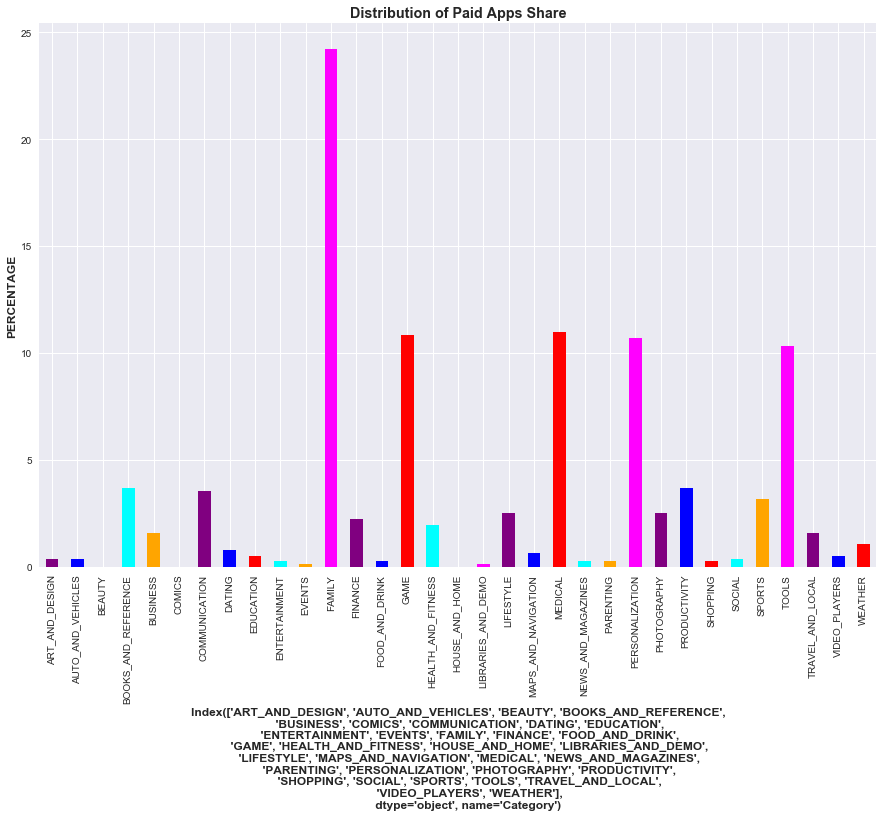 Distribution of Paid Apps Share
PERCENTAGE
25
20
15
10
5
0
ART_AND_DESIGN
AUTO_AND_VEHICLES
BEAUTY
BOOKS_AND_REFERENCE
BUSINESS
COMICS
COMMUNICATION
DATING
EDUCATION
ENTERTAINMENT
EVENTS
FAMILY
FINANCE
FOOD_AND_DRINK
GAME
HEALTH_AND_FITNESS
HOUSE_AND_HOME
LIBRARIES_AND_DEMO
LIFESTYLE
MAPS_AND_NAVIGATION
MEDICAL
NEWS_AND_MAGAZINES
PARENTING
PERSONALIZATION
PHOTOGRAPHY
PRODUCTIVITY
SHOPPING
SOCIAL
SPORTS
TOOLS
TRAVEL_AND_LOCAL
VIDEO_PLAYERS
WEATHER
Index(['ART_AND_DESIGN', 'AUTO_AND_VEHICLES', 'BEAUTY', 'BOOKS_AND_REFERENCE',
'BUSINESS', 'COMICS', 'COMMUNICATION', 'DATING', 'EDUCATION',
'ENTERTAINMENT', 'EVENTS', 'FAMILY', 'FINANCE', 'FOOD_AND_DRINK',
'GAME', 'HEALTH_AND_FITNESS', 'HOUSE_AND_HOME', 'LIBRARIES_AND_DEMO',
'LIFESTYLE', 'MAPS_AND_NAVIGATION', 'MEDICAL', 'NEWS_AND_MAGAZINES',
'PARENTING', 'PERSONALIZATION', 'PHOTOGRAPHY', 'PRODUCTIVITY',
'SHOPPING', 'SOCIAL', 'SPORTS', 'TOOLS', 'TRAVEL_AND_LOCAL',
'VIDEO_PLAYERS', 'WEATHER'],
dtype='object', name='Category')